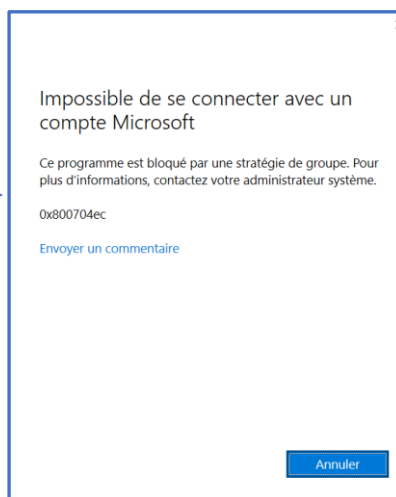 Impossible de se connecter avec un
compte Microsoft
Ce programme est bloqué par une stratégie de groupe. Pour
plus d'informations, contactez votre administrateur système.
0x800704ec
Envoyer un commentaire
Annuler